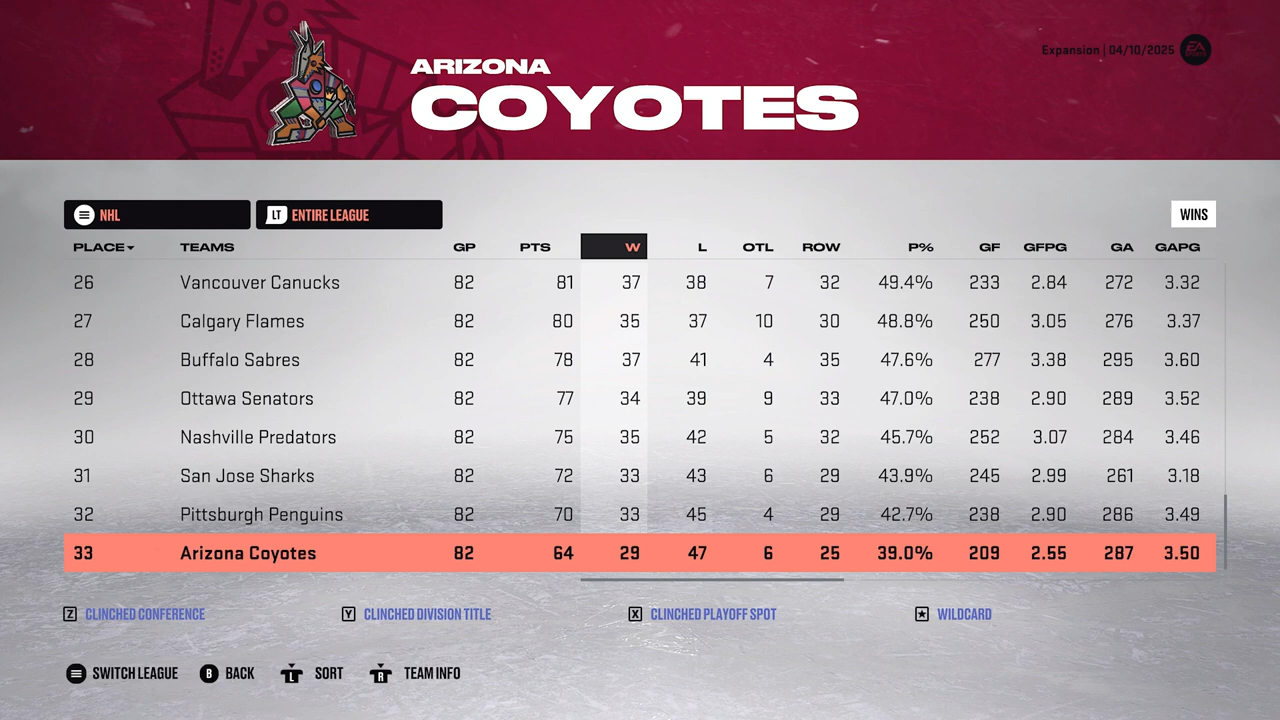 ARIZONA
COYOTES
Expansion | 04/10/2025 EA
NHL LT ENTIRE LEAGUE WINS
PLACE TEAMS GP PTS W L OTL ROW P% GF GFPG GA GAPG
26 Vancouver Canucks 82 81 37 38 7 32 49.4% 233 2.84 272 3.32
27 Calgary Flames 82 80 35 37 10 30 48.8% 250 3.05 276 3.37
28 Buffalo Sabres 82 78 37 41 4 35 47.6% 277 3.38 295 3.60
29 Ottawa Senators 82 77 34 39 9 33 47.0% 238 2.90 289 3.52
30 Nashville Predators 82 75 35 42 5 32 45.7% 252 3.07 284 3.46
31 San Jose Sharks 82 72 33 43 6 29 43.9% 245 2.99 261 3.18
32 Pittsburgh Penguins 82 70 33 45 4 29 42.7% 238 2.90 286 3.49
33 Arizona Coyotes 82 64 29 47 6 25 39.0% 209 2.55 287 3.50
Z CLINCHED CONFERENCE Y CLINCHED DIVISION TITLE X CLINCHED PLAYOFF SPOT ★ WILDCARD
SWITCH LEAGUE B BACK L SORT R TEAM INFO